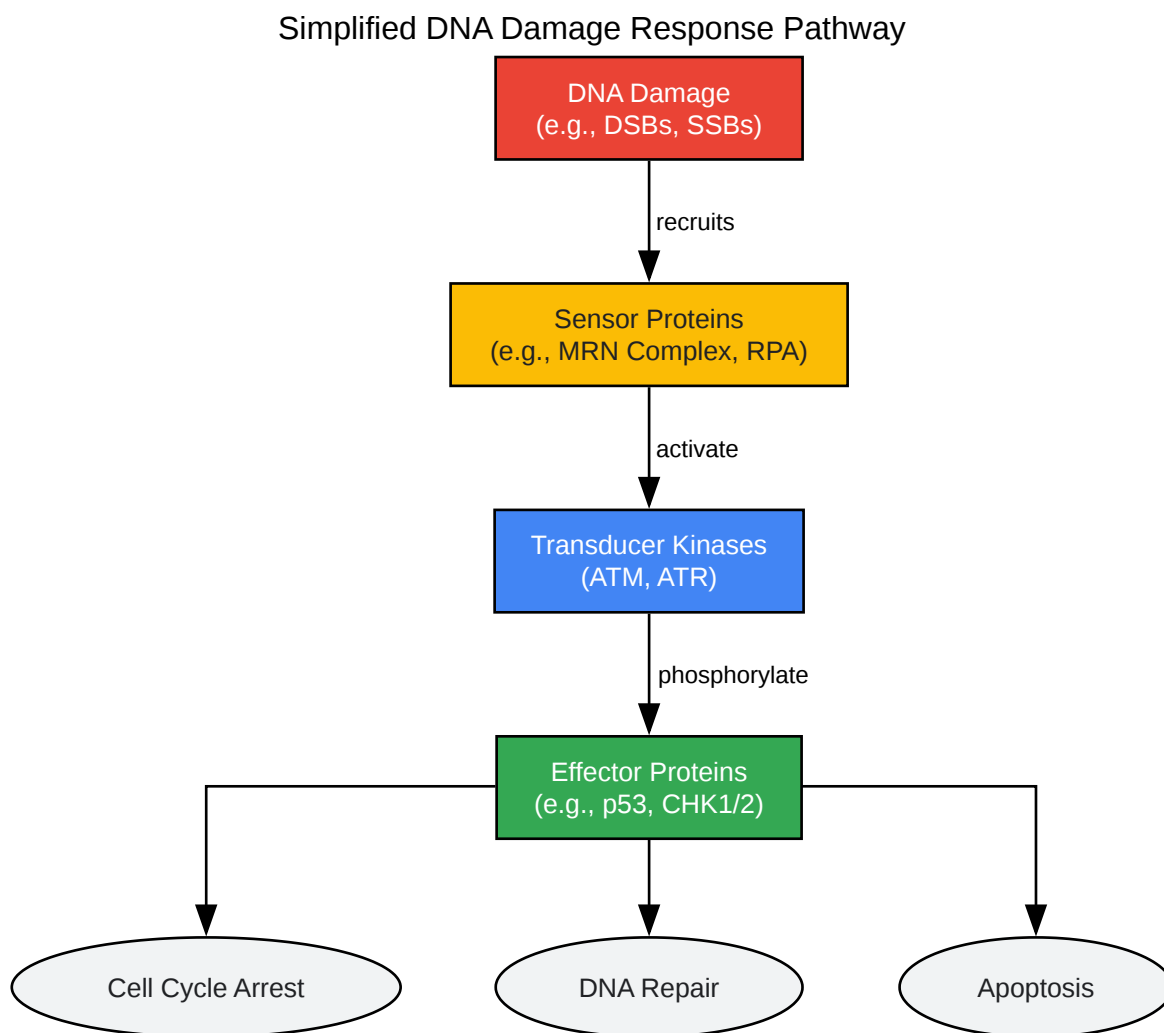 Simplified DNA Damage Response Pathway
DNA Damage
(e.g., DSBs, SSBs)
recruits
Sensor Proteins
(e.g., MRN Complex, RPA)
activate
Transducer Kinases
(ATM, ATR)
phosphorylate
Effector Proteins
(e.g., p53, CHK1/2)
Cell Cycle Arrest
DNA Repair
Apoptosis